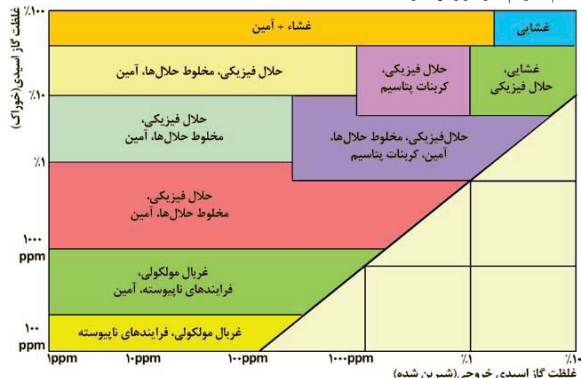 غلظت گاز اسیدی(خوراک)
٪۱۰۰
٪۱۰
٪۱
۱۰۰۰
ppm
۱۰۰
ppm
غشاء + آمین
غشایی
حلال فیزیکی، مخلوط حلال‌ها، آمین
حلال فیزیکی،
کربنات پتاسیم
غشایی،
حلال فیزیکی
حلال فیزیکی،
مخلوط حلال‌ها، آمین
حلال‌فیزیکی، مخلوط حلال‌ها،
آمین، کربنات پتاسیم
حلال فیزیکی،
مخلوط حلال‌ها، آمین
غربال مولکولی،
فرایندهای ناپیوسته، آمین
غربال مولکولی، فرایندهای ناپیوسته
۱ppm
۱۰ppm
۱۰۰ppm
۱۰۰۰ppm
٪۱
٪۱۰
غلظت گاز اسیدی خروجی(شیرین شده)